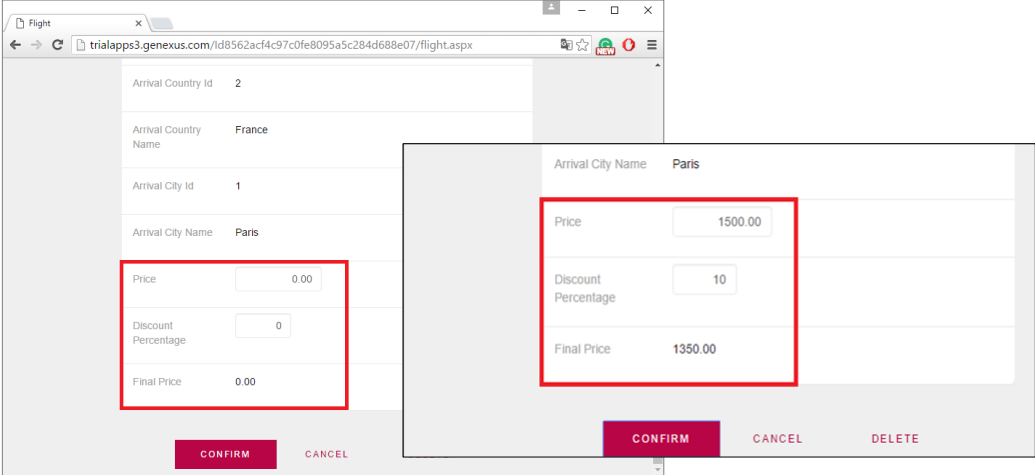 Flight
trialapps3.genexus.com/Id8562acf4c97c0fe8095a5c284d688e07/flight.aspx
NEW
Arrival Country Id 2
Arrival Country
Name
France
Arrival City Id 1
Arrival City Name Paris
Price 0.00
Discount
Percentage
0
Final Price 0.00
CONFIRM CANCEL
Arrival City Name Paris
Price 1500.00
Discount
Percentage
10
Final Price 1350.00
CONFIRM CANCEL DELETE